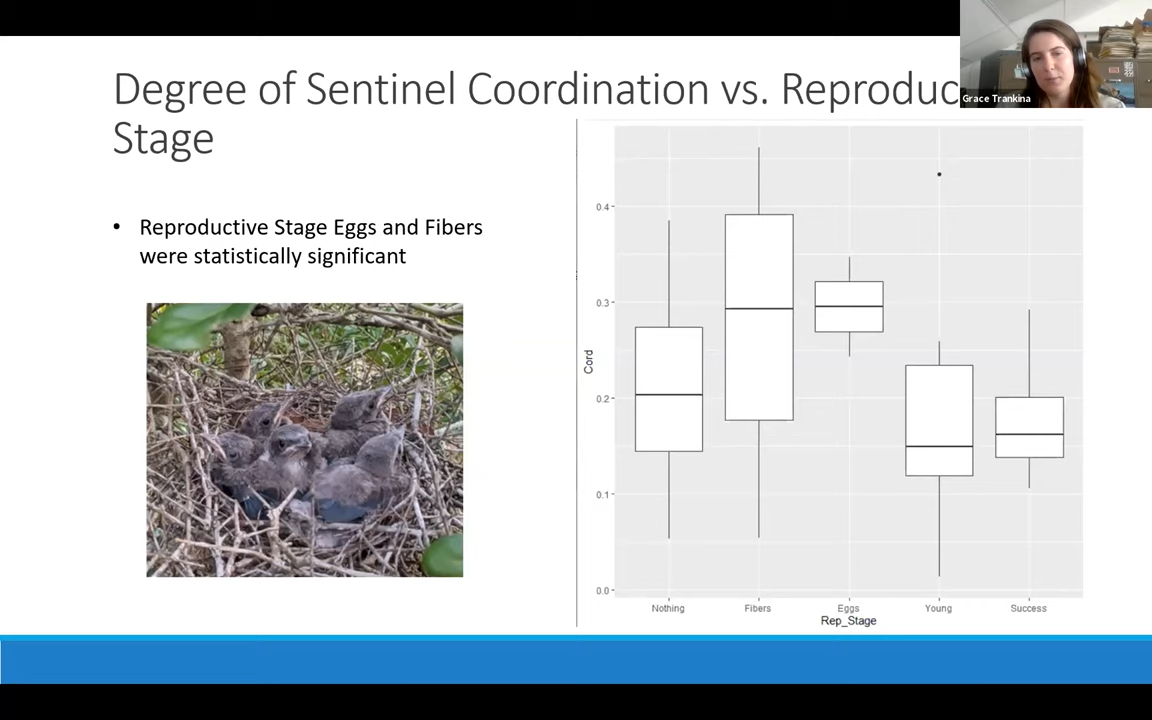 Degree of Sentinel Coordination vs. Reproduc
Stage
Grace Trankina
• Reproductive Stage Eggs and Fibers
were statistically significant
Cord
0.4
0.3
0.2
0.1
0.0
Nothing Fibers Eggs Young Success
Rep_Stage